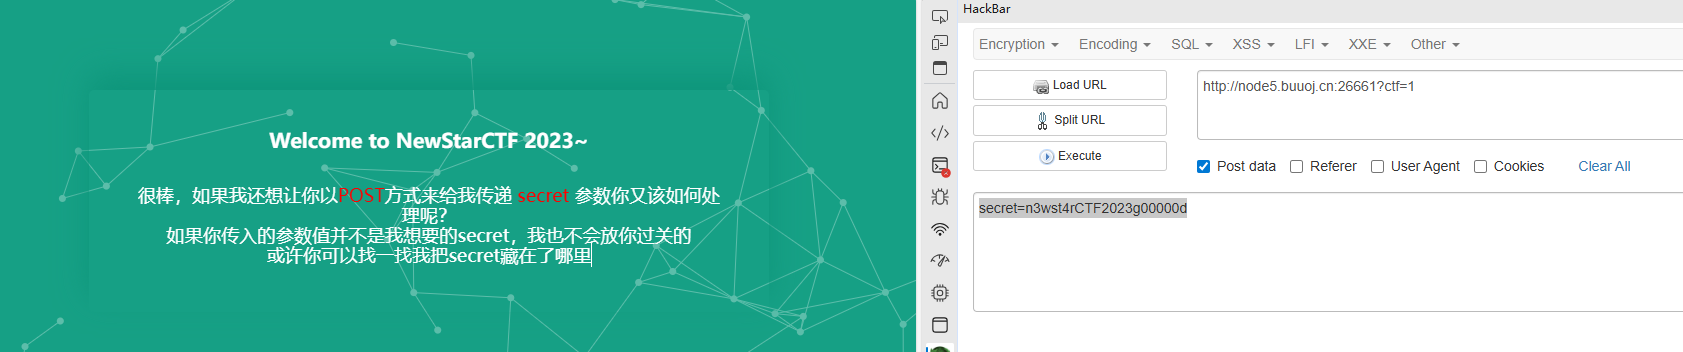 Welcome to NewStarCTF 2023~
很棒，如果我还想让你以POST方式来给我传递 secret 参数你又该如何处
理呢？
如果你传入的参数值并不是我想要的secret，我也不会放你过关的
或许你可以找一找我把secret藏在了哪里
HackBar
Encryption Encoding SQL XSS LFI XXE Other
Load URL
http://node5.buuoj.cn:26661?ctf=1
Split URL
Execute
Post data Referer User Agent Cookies Clear All
secret=n3wst4rCTF2023g00000d